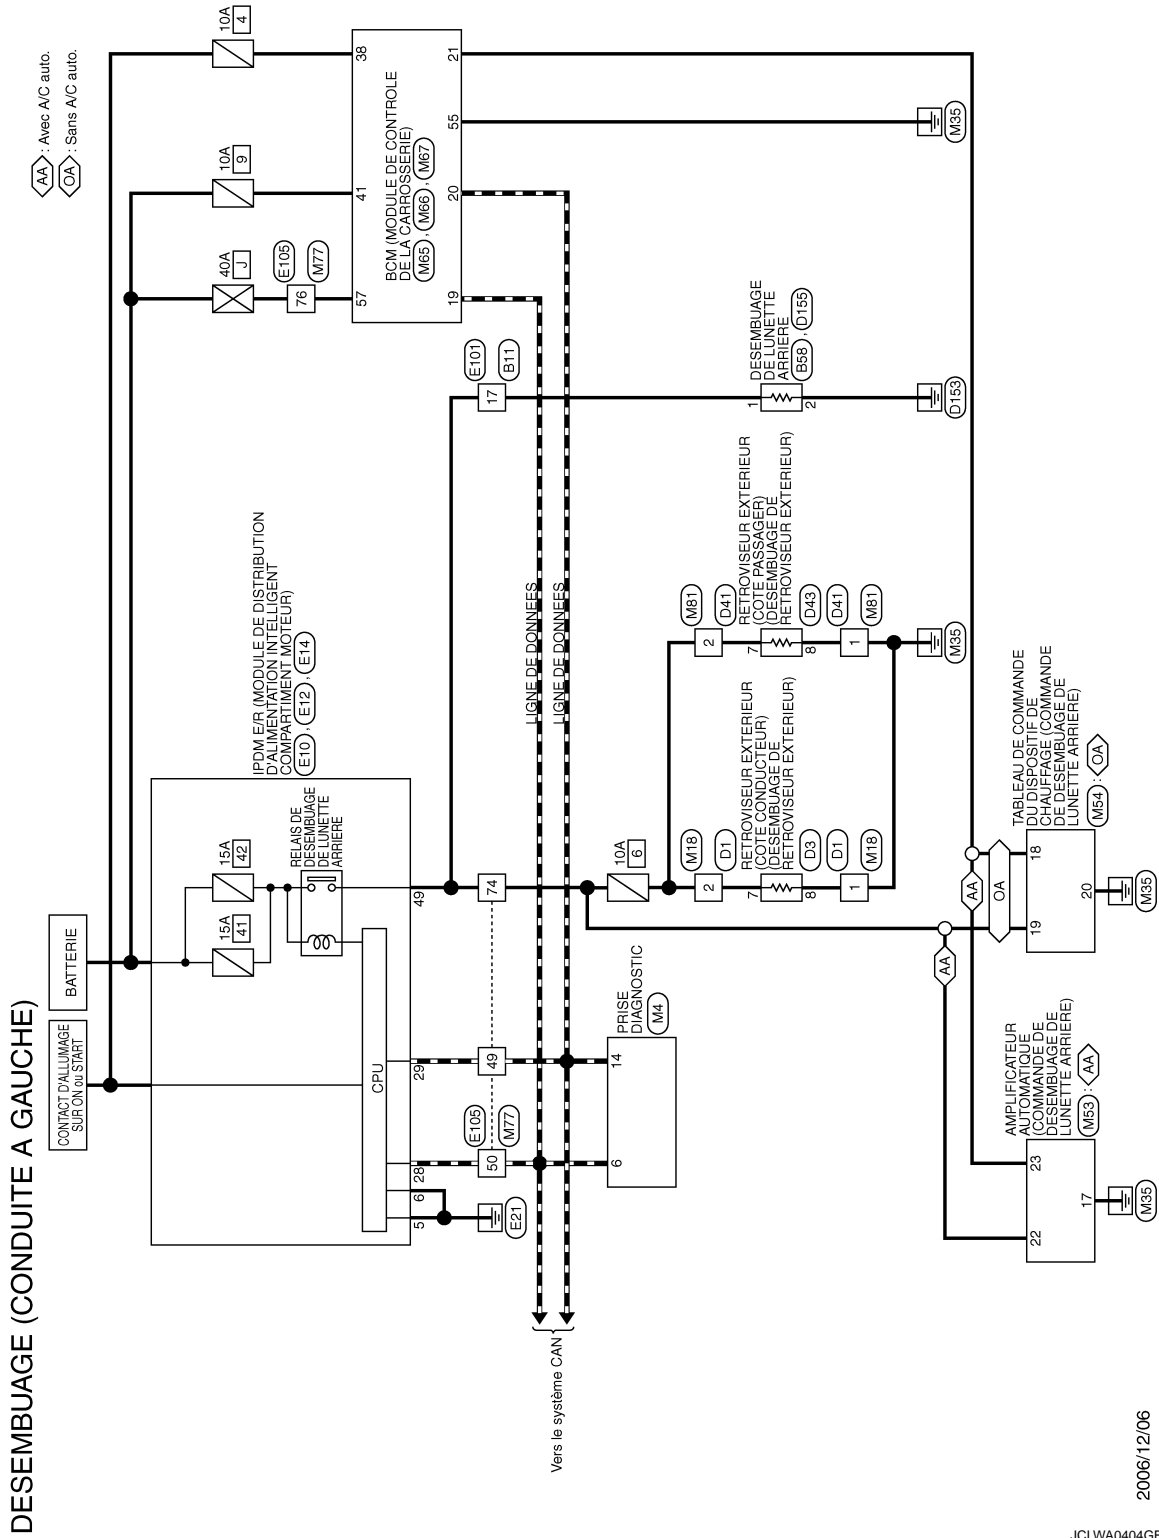 DESEMBUAGE (CONDUITE A GAUCHE)
AA : Avec A/C auto.
OA : Sans A/C auto.
CONTACT D'ALLUMAGE
SUR ON ou START
BATTERIE
10A
4
10A
9
40A
J
E105
M77
76
38
41
57
BCM (MODULE DE CONTROLE
DE LA CARROSSERIE)
M65 , M66 , M67
21
55
20
19
M35
IPDM E/R (MODULE DE DISTRIBUTION
D'ALIMENTATION INTELLIGENT
COMPARTIMENT MOTEUR)
E10 , E12 , E14
15A
41
15A
42
RELAIS DE
DESEMBUAGE
DE LUNETTE
ARRIERE
CPU
5
6
28
29
49
E21
E105
M77
50
49
74
E101
B11
17
LIGNE DE DONNEES
LIGNE DE DONNEES
Vers le système CAN
PRISE
DIAGNOSTIC
M4
6
14
10A
6
M18
D1
2
RETROVISEUR EXTERIEUR
(COTE CONDUCTEUR)
(DESEMBUAGE DE
RETROVISEUR EXTERIEUR)
7
8
D3
D1
1
M18
M81
D41
2
RETROVISEUR EXTERIEUR
(COTE PASSAGER)
(DESEMBUAGE DE
RETROVISEUR EXTERIEUR)
7
8
D43
D41
1
M81
M35
DESEMBUAGE
DE LUNETTE
ARRIERE
B58 , D155
1
2
D153
AA
AA
OA
AMPLIFICATEUR
AUTOMATIQUE
(COMMANDE DE
DESEMBUAGE DE
LUNETTE ARRIERE)
M53 : AA
22
23
17
M35
TABLEAU DE COMMANDE
DU DISPOSITIF DE
CHAUFFAGE (COMMANDE
DE DESEMBUAGE DE
LUNETTE ARRIERE)
M54 : OA
19
18
20
M35
2006/12/06